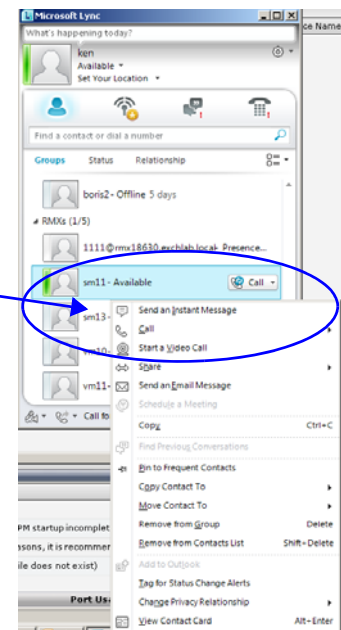 Microsoft Lync
ce Name
What's happening today?
ken
Available
Set Your Location
Find a contact or dial a number
Groups Status Relationship
boris2 - Offline 5 days
RMXs (1/5)
1111@rmx18630.exchlab.local - Presence...
sm11 - Available Call
sm13 -
vm10 -
vm11 -
Call fo
Send an Instant Message
Call
Start a Video Call
Share
Send an Email Message
Schedule a Meeting
Copy Ctrl+C
Find Previous Conversations
Pin to Frequent Contacts
Copy Contact To
Move Contact To
Remove from Group Delete
Remove from Contacts List Shift+Delete
Add to Outlook
Tag for Status Change Alerts
Change Privacy Relationship
View Contact Card Alt+Enter
PM startup incomplet
asons, it is recommer
ile does not exist)
Port Us